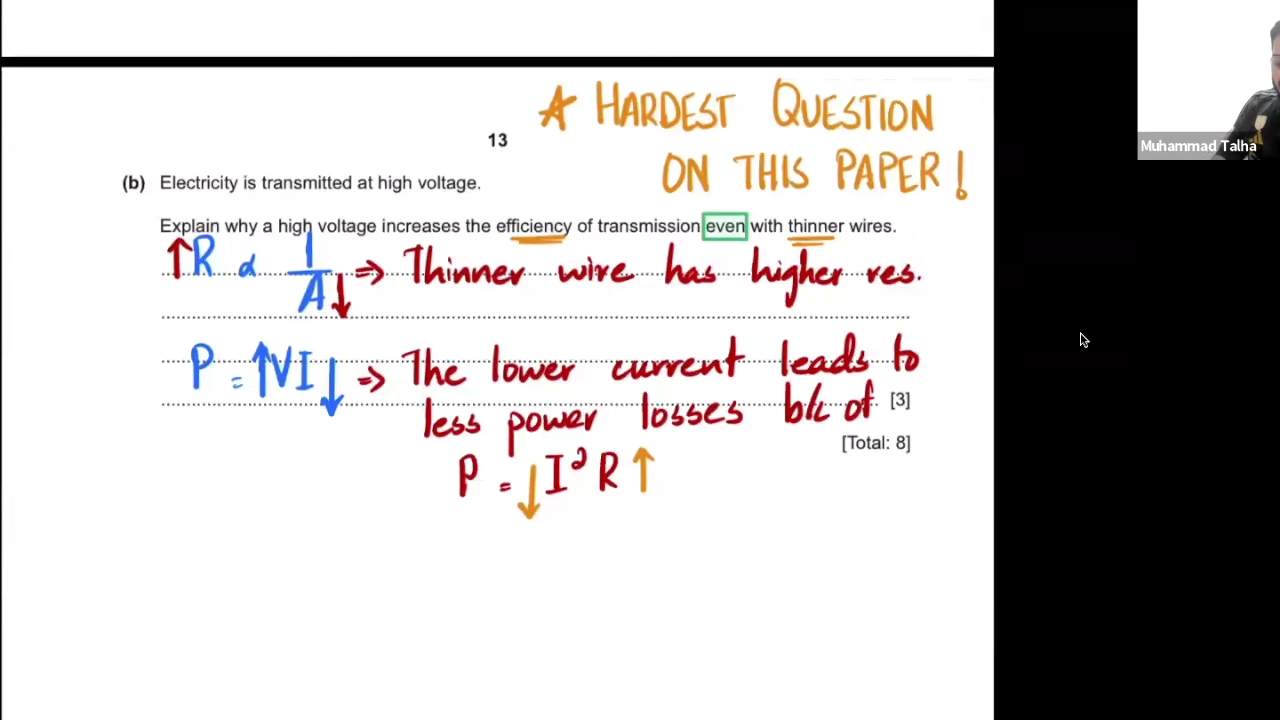 ★ HARDEST QUESTION
ON THIS PAPER!
13
(b) Electricity is transmitted at high voltage.
Explain why a high voltage increases the efficiency of transmission even with thinner wires.
↑R ∝ 1/A↓ ⇒ Thinner wire has higher res.
P = ↑VI↓ ⇒ The lower current leads to
less power losses b/c of [3]
[Total: 8]
P = ↓I²R↑
Muhammad Talha